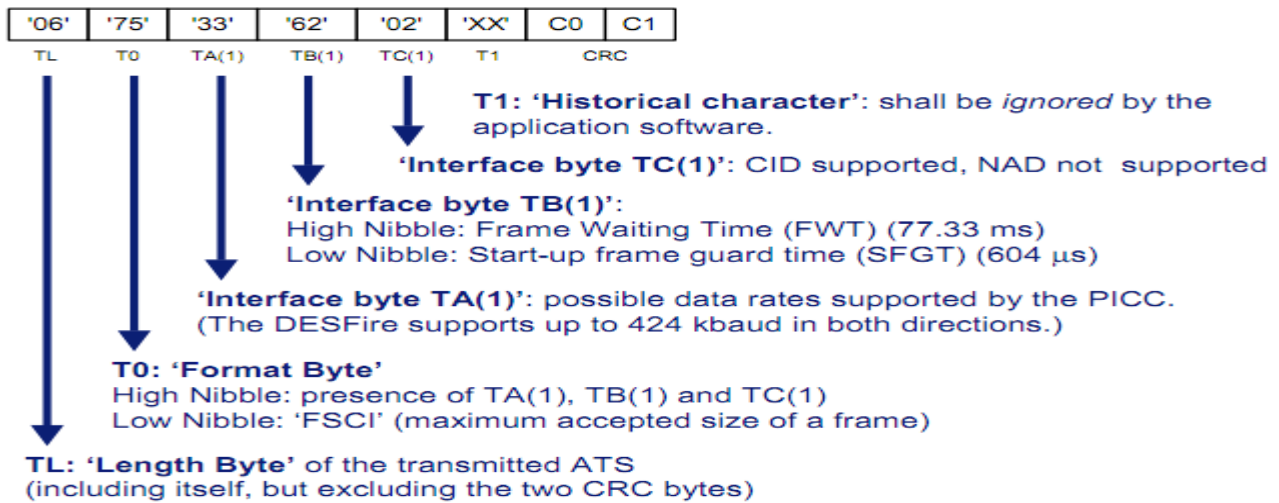 '06' '75' '33' '62' '02' 'XX' C0 C1
TL T0 TA(1) TB(1) TC(1) T1 CRC
T1: 'Historical character': shall be ignored by the
application software.
'Interface byte TC(1)': CID supported, NAD not supported
'Interface byte TB(1)':
High Nibble: Frame Waiting Time (FWT) (77.33 ms)
Low Nibble: Start-up frame guard time (SFGT) (604 μs)
'Interface byte TA(1)': possible data rates supported by the PICC.
(The DESFire supports up to 424 kbaud in both directions.)
T0: 'Format Byte'
High Nibble: presence of TA(1), TB(1) and TC(1)
Low Nibble: 'FSCI' (maximum accepted size of a frame)
TL: 'Length Byte' of the transmitted ATS
(including itself, but excluding the two CRC bytes)